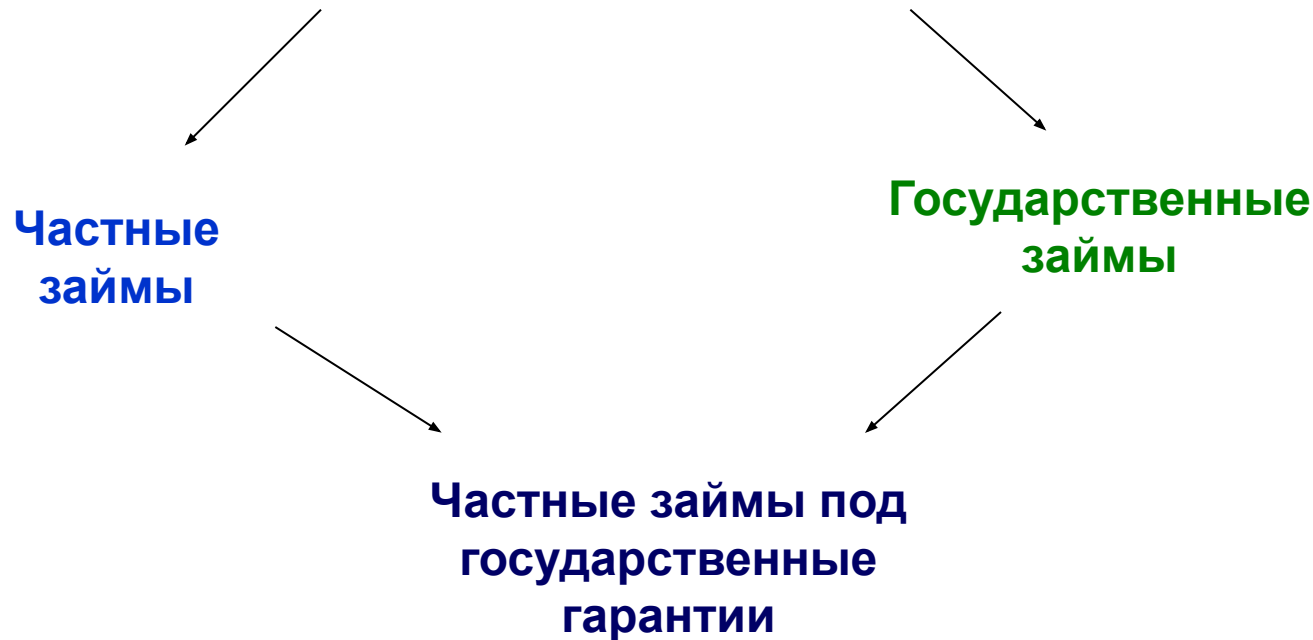 Частные
займы
Государственные
займы
Частные займы под
государственные
гарантии